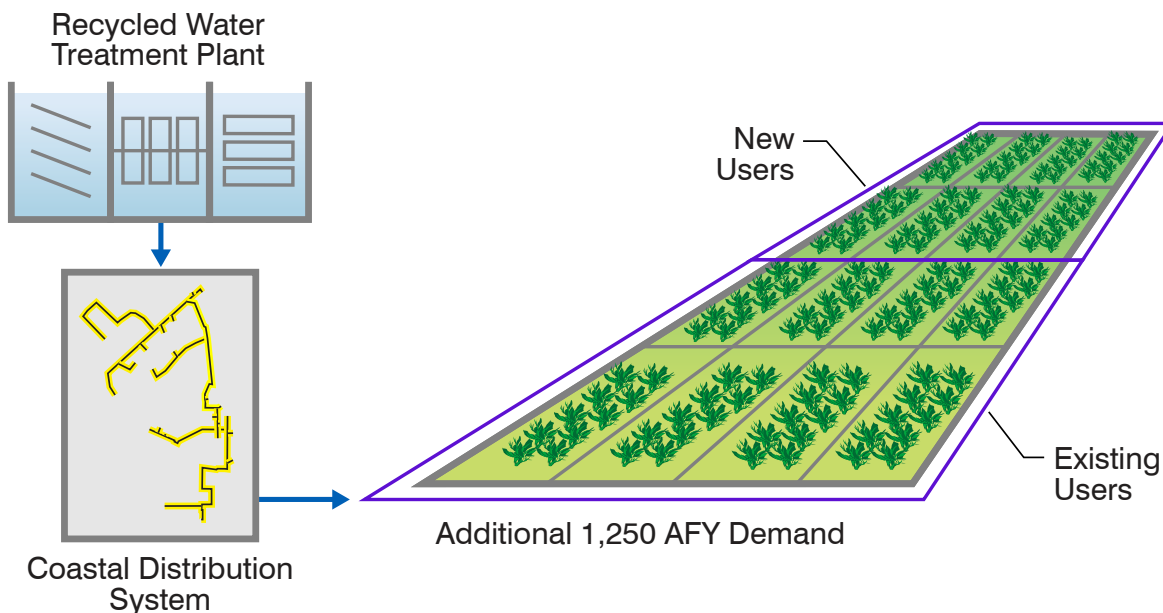 Recycled Water
Treatment Plant
New
Users
Existing
Users
Additional 1,250 AFY Demand
Coastal Distribution
System